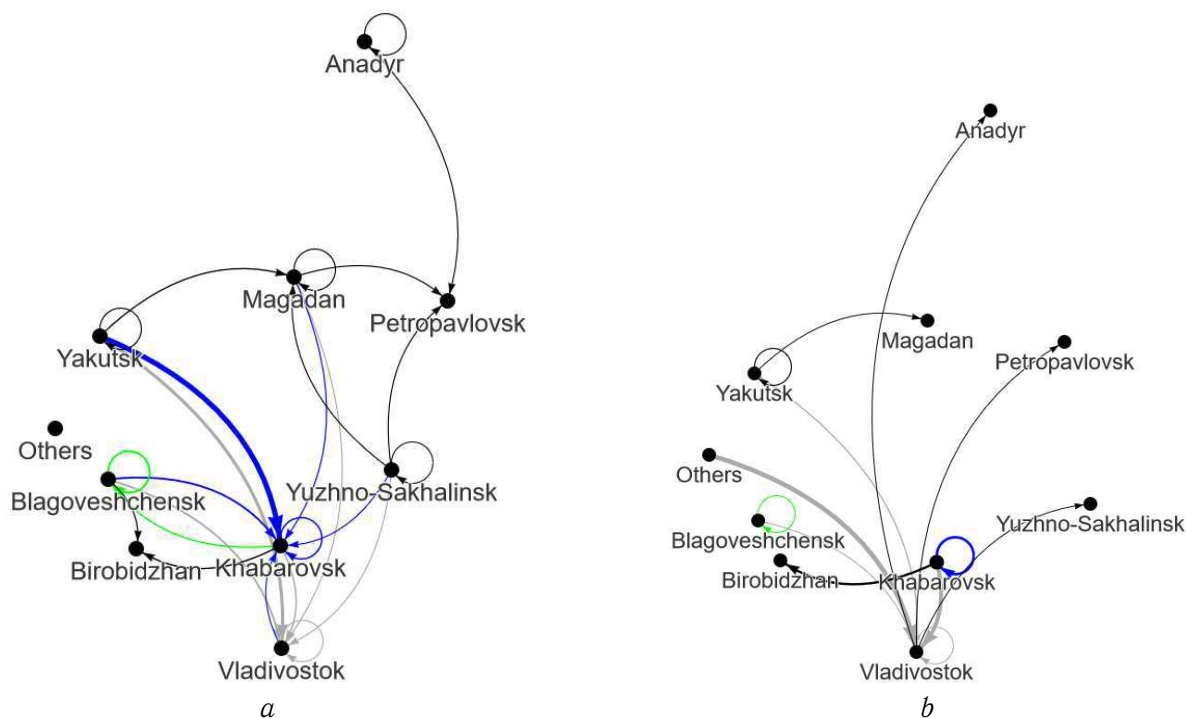 Anadyr
Magadan
Petropavlovsk
Yakutsk
Others
Blagoveshchensk
Yuzhno-Sakhalinsk
Birobidzhan
Khabarovsk
Vladivostok
a
Anadyr
Magadan
Petropavlovsk
Yakutsk
Others
Yuzhno-Sakhalinsk
Blagoveshchensk
Birobidzhan
Khabarovsk
Vladivostok
b